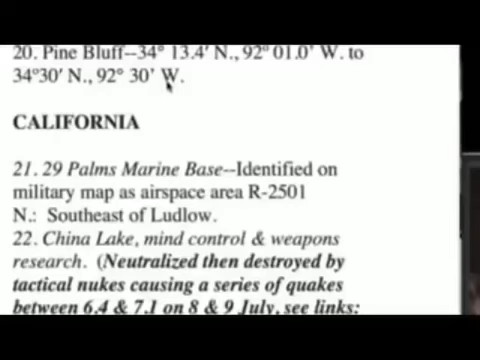 20. Pine Bluff--34° 13.4′ N., 92° 01.0′ W. to
34°30′ N., 92° 30’ W.
CALIFORNIA
21. 29 Palms Marine Base--Identified on
military map as airspace area R-2501
N.: Southeast of Ludlow.
22. China Lake, mind control & weapons
research. (Neutralized then destroyed by
tactical nukes causing a series of quakes
between 6.4 & 7.1 on 8 & 9 July, see links: